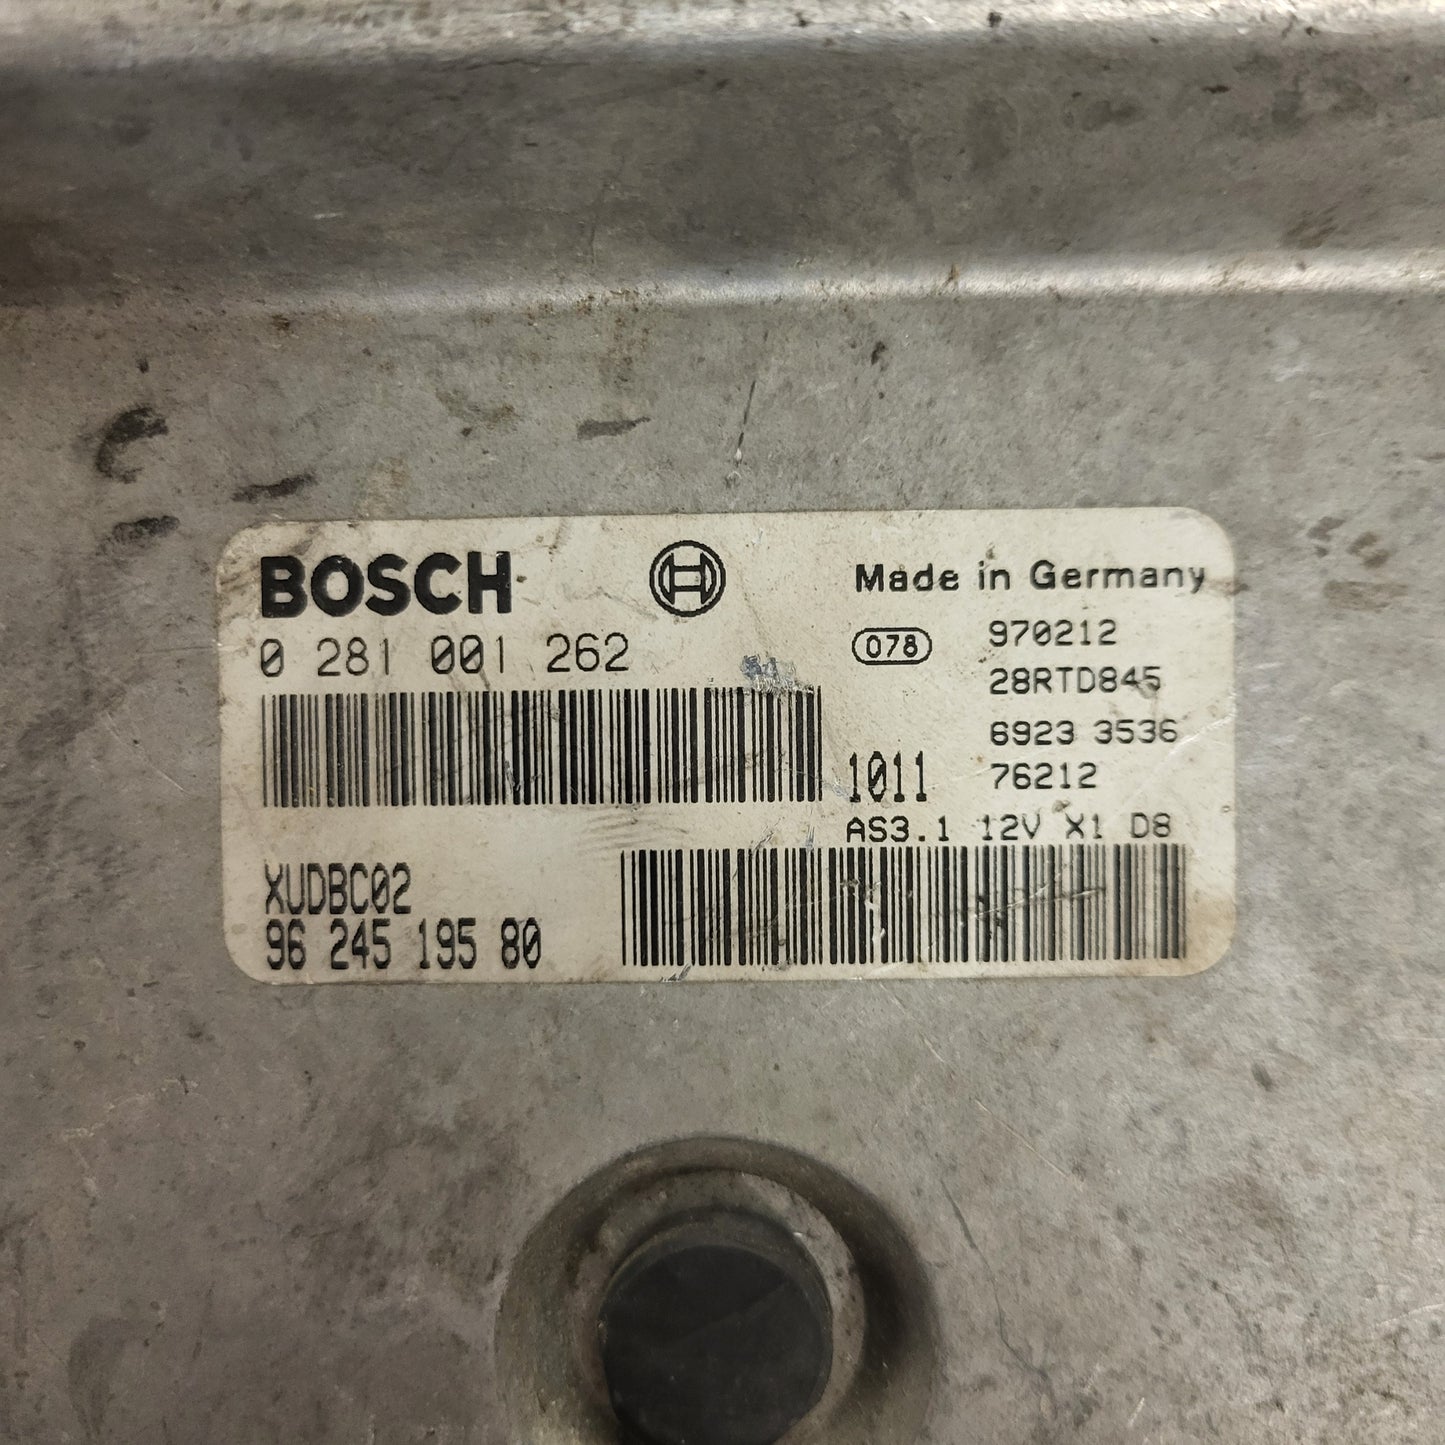 BOSCH
Made in Germany
0 281 001 262
078
970212
28RTD845
6923 3536
1011
76212
AS3.1 12V X1 D8
XUDBC02
96 245 195 80